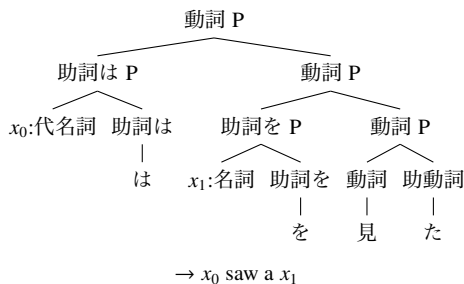 動詞 P
助詞は P 動詞 P
x₀:代名詞 助詞は 助詞を P 動詞 P
は x₁:名詞 助詞を 動詞 助動詞
を 見 た
→ x₀ saw a x₁